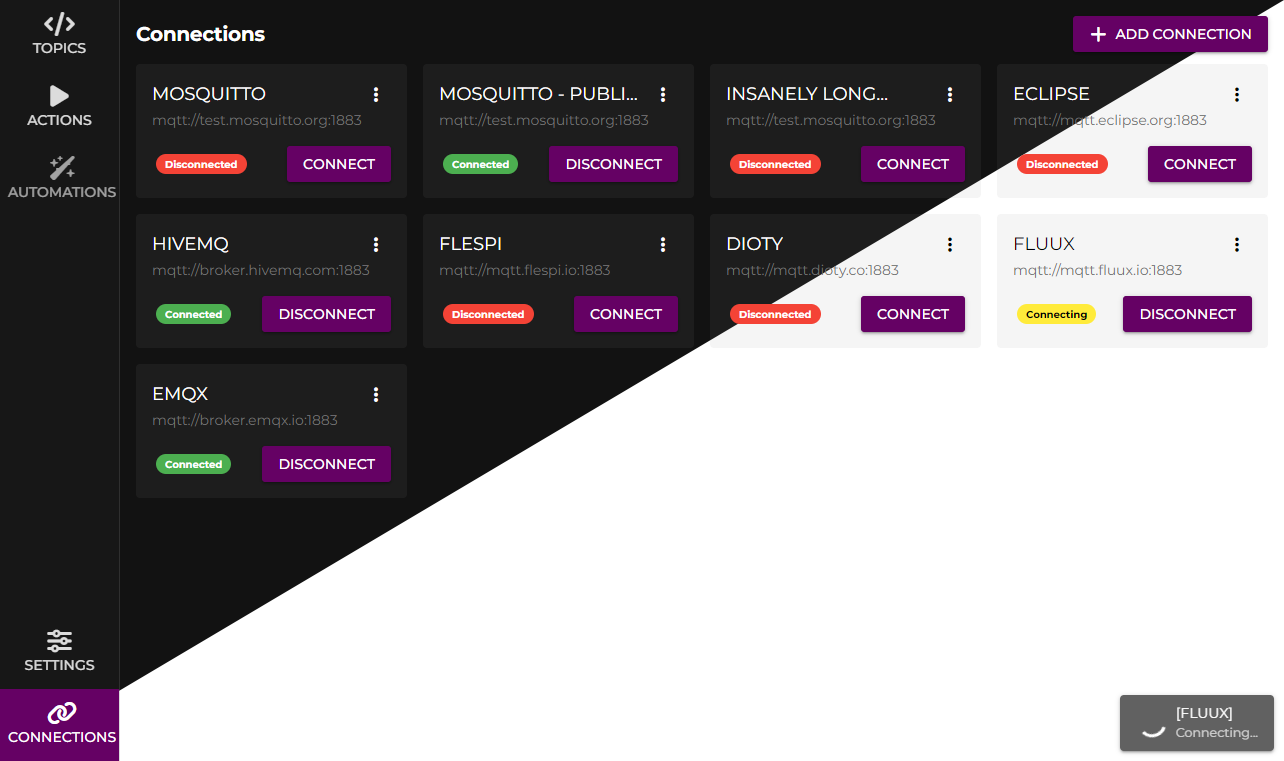 TOPICS
ACTIONS
AUTOMATIONS
SETTINGS
CONNECTIONS
Connections
ADD CONNECTION
MOSQUITTO
mqtt://test.mosquitto.org:1883
Disconnected
CONNECT
MOSQUITTO - PUBLI...
mqtt://test.mosquitto.org:1883
Connected
DISCONNECT
INSANELY LONG...
mqtt://test.mosquitto.org:1883
Disconnected
CONNECT
ECLIPSE
mqtt://mqtt.eclipse.org:1883
Disconnected
CONNECT
HIVEMQ
mqtt://broker.hivemq.com:1883
Connected
DISCONNECT
FLESPI
mqtt://mqtt.flespi.io:1883
Disconnected
CONNECT
DIOTY
mqtt://mqtt.dioty.co:1883
Disconnected
CONNECT
FLUUX
mqtt://mqtt.fluux.io:1883
Connecting
DISCONNECT
EMQX
mqtt://broker.emqx.io:1883
Connected
DISCONNECT
[FLUUX]
Connecting...